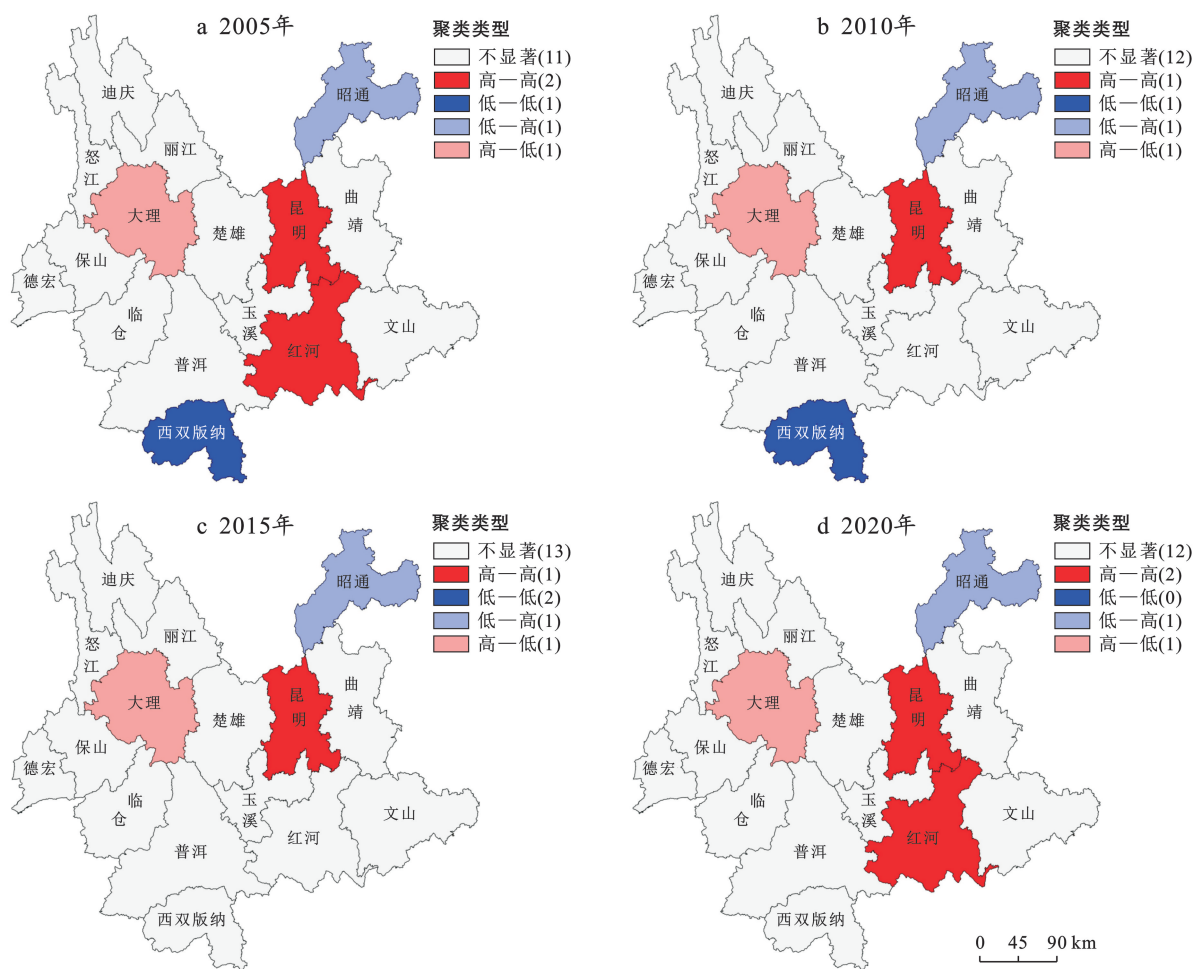 a 2005年
聚类类型
不显著(11)
高—高(2)
低—低(1)
低—高(1)
高—低(1)
迪庆
怒江
丽江
昭通
大理
楚雄
昆明
曲靖
保山
德宏
临仓
玉溪
红河
文山
普洱
西双版纳
b 2010年
聚类类型
不显著(12)
高—高(1)
低—低(1)
低—高(1)
高—低(1)
迪庆
怒江
丽江
昭通
大理
楚雄
昆明
曲靖
保山
德宏
临仓
玉溪
红河
文山
普洱
西双版纳
c 2015年
聚类类型
不显著(13)
高—高(1)
低—低(2)
低—高(1)
高—低(1)
迪庆
怒江
丽江
昭通
大理
楚雄
昆明
曲靖
保山
德宏
临仓
玉溪
红河
文山
普洱
西双版纳
d 2020年
聚类类型
不显著(12)
高—高(2)
低—低(0)
低—高(1)
高—低(1)
迪庆
怒江
丽江
昭通
大理
楚雄
昆明
曲靖
保山
德宏
临仓
玉溪
红河
文山
普洱
西双版纳
0 45 90 km